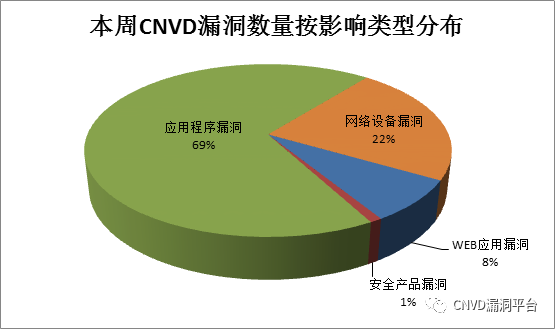 本周CNVD漏洞数量按影响类型分布
应用程序漏洞
69%
网络设备漏洞
22%
WEB应用漏洞
8%
安全产品漏洞
1%
CNVD漏洞平台